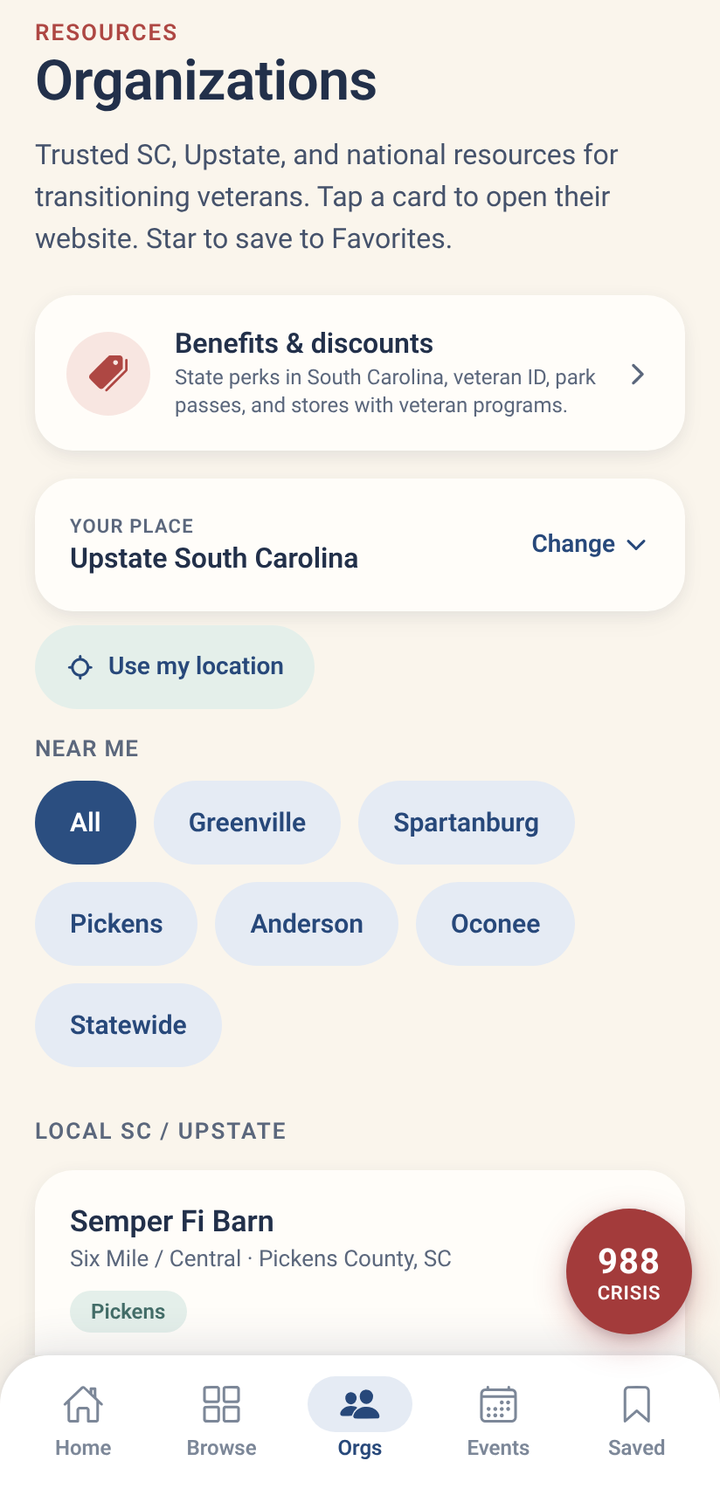 RESOURCES
Organizations
Trusted SC, Upstate, and national resources for
transitioning veterans. Tap a card to open their
website. Star to save to Favorites.
Benefits & discounts
State perks in South Carolina, veteran ID, park
passes, and stores with veteran programs.
YOUR PLACE
Upstate South Carolina
Change
Use my location
NEAR ME
All Greenville Spartanburg
Pickens Anderson Oconee
Statewide
LOCAL SC / UPSTATE
Semper Fi Barn
Six Mile / Central · Pickens County, SC
Pickens
988
CRISIS
Home Browse Orgs Events Saved